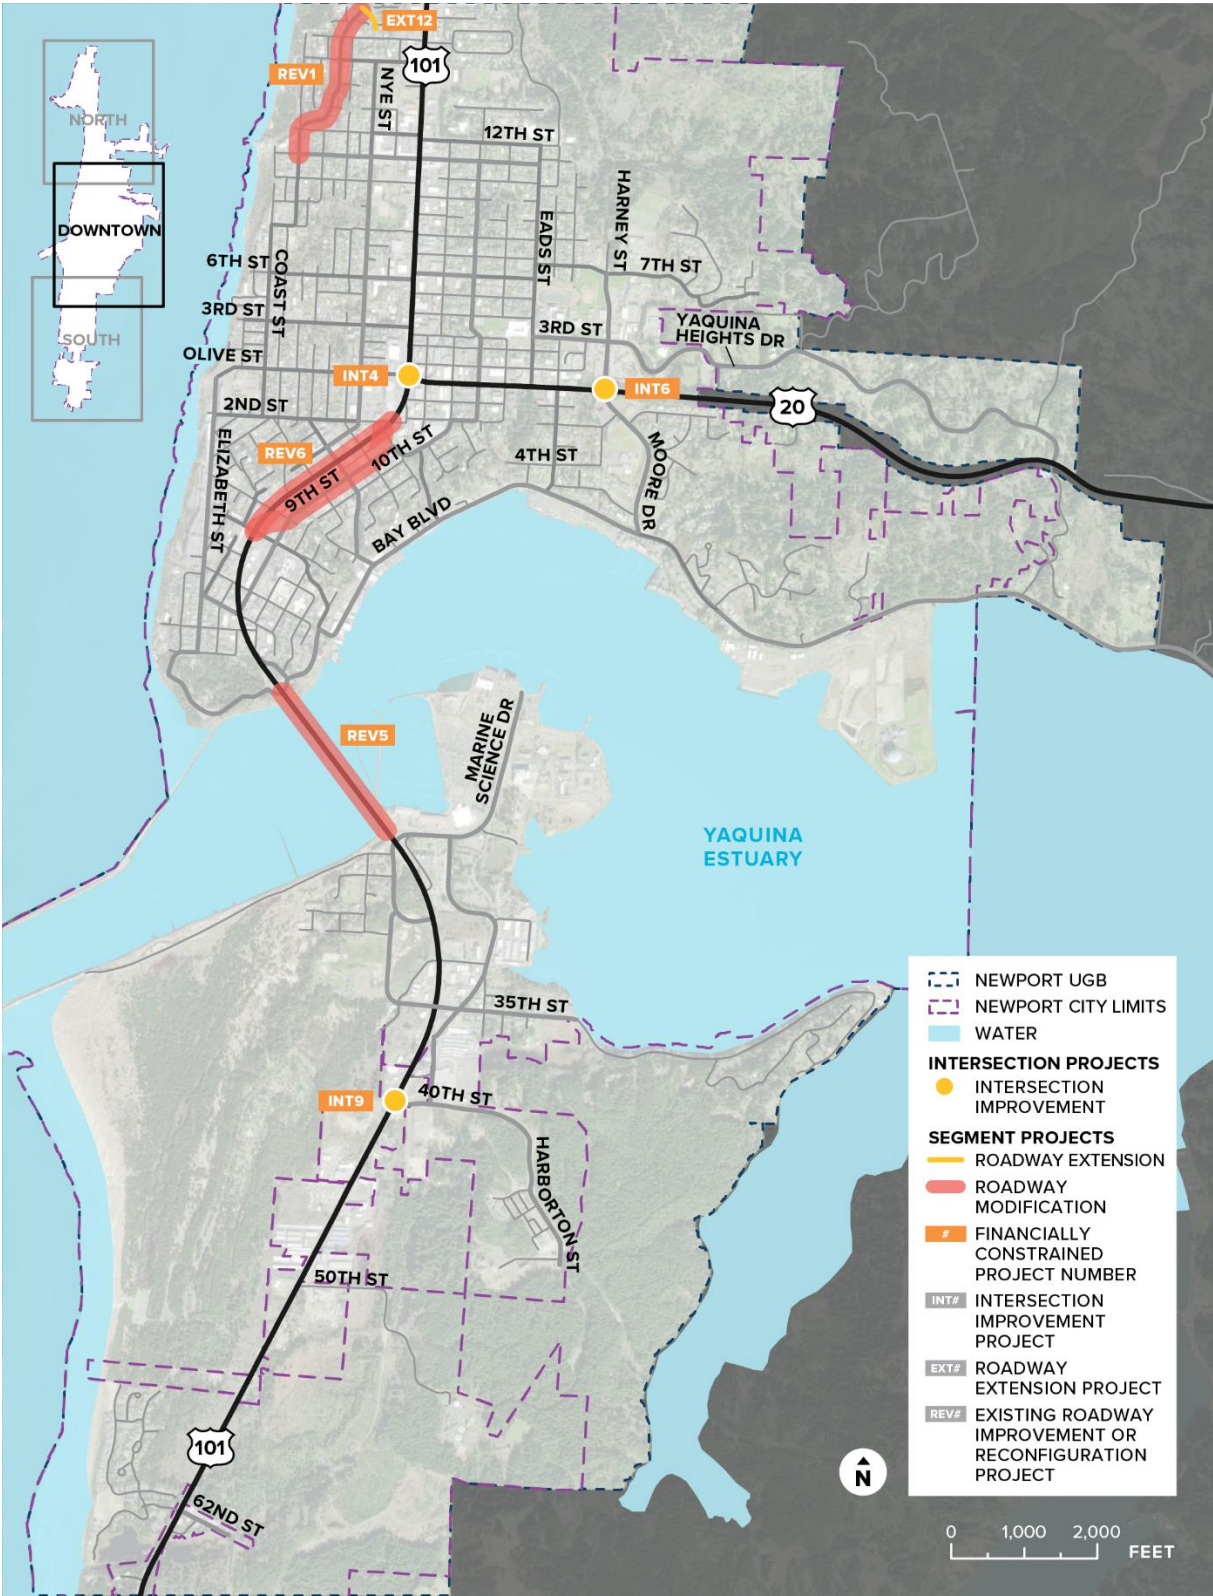 EXT12
REV1
101
NYE ST
NORTH
12TH ST
HARNEY ST
DOWNTOWN
EADS ST
COAST ST
6TH ST
7TH ST
3RD ST
3RD ST
YAQUINA
HEIGHTS DR
SOUTH
OLIVE ST
INT4
INT6
2ND ST
20
ELIZABETH ST
REV6
10TH ST
MOORE DR
4TH ST
9TH ST
BAY BLVD
REV5
MARINE
SCIENCE DR
YAQUINA
ESTUARY
35TH ST
INT9
40TH ST
HARBORTON ST
50TH ST
101
62ND ST
NEWPORT UGB
NEWPORT CITY LIMITS
WATER
INTERSECTION PROJECTS
INTERSECTION
IMPROVEMENT
SEGMENT PROJECTS
ROADWAY EXTENSION
ROADWAY
MODIFICATION
# FINANCIALLY
CONSTRAINED
PROJECT NUMBER
INT# INTERSECTION
IMPROVEMENT
PROJECT
EXT# ROADWAY
EXTENSION PROJECT
REV# EXISTING ROADWAY
IMPROVEMENT OR
RECONFIGURATION
PROJECT
N
0 1,000 2,000
FEET